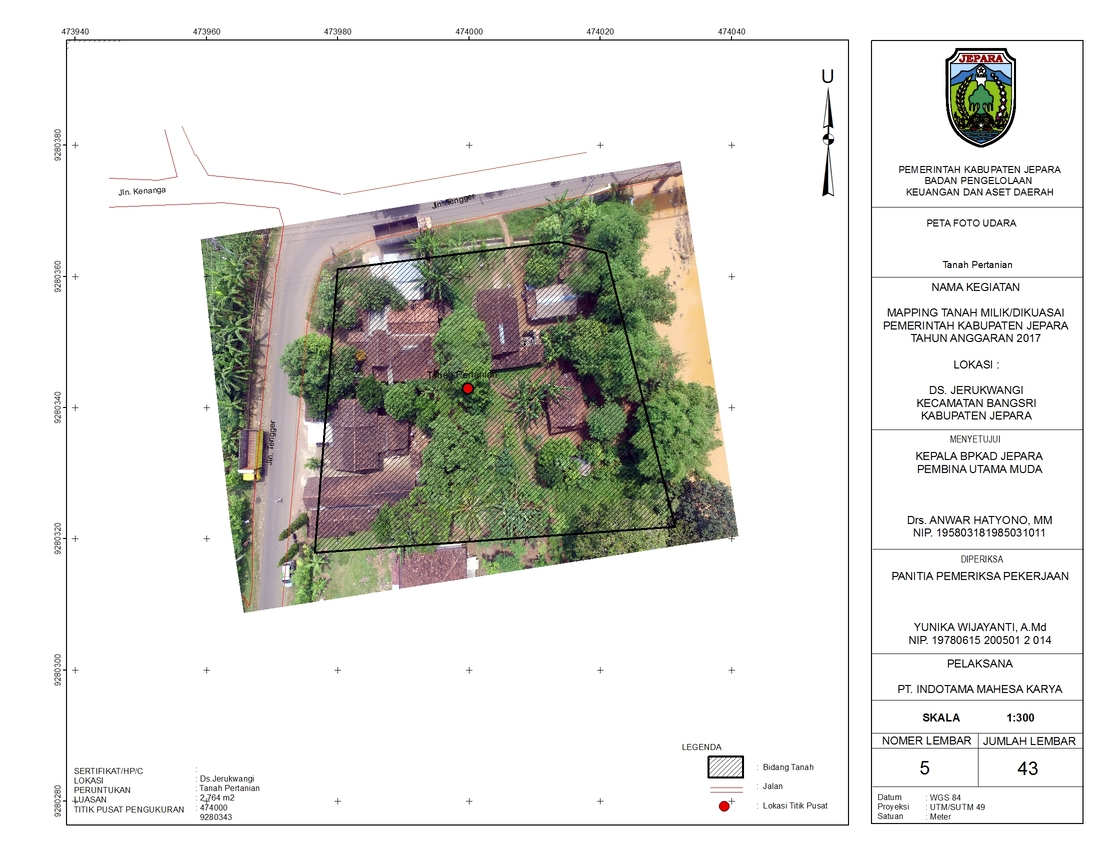 473940 473960 473980 474000 474020 474040
9280380
9280360
9280340
9280320
9280300
9280280
U
Jln. Kenanga
Jln. Tengger
Jln. Tengger
Tanah Pertanian
SERTIFIKAT/HP/C :
LOKASI : Ds.Jerukwangi
PERUNTUKAN : Tanah Pertanian
LUASAN : 2,764 m2
TITIK PUSAT PENGUKURAN : 474000
9280343
LEGENDA
: Bidang Tanah
: Jalan
: Lokasi Titik Pusat
JEPARA
PEMERINTAH KABUPATEN JEPARA
BADAN PENGELOLAAN
KEUANGAN DAN ASET DAERAH
PETA FOTO UDARA
Tanah Pertanian
NAMA KEGIATAN
MAPPING TANAH MILIK/DIKUASAI
PEMERINTAH KABUPATEN JEPARA
TAHUN ANGGARAN 2017
LOKASI :
DS. JERUKWANGI
KECAMATAN BANGSRI
KABUPATEN JEPARA
MENYETUJUI
KEPALA BPKAD JEPARA
PEMBINA UTAMA MUDA
Drs. ANWAR HATYONO, MM
NIP. 195803181985031011
DIPERIKSA
PANITIA PEMERIKSA PEKERJAAN
YUNIKA WIJAYANTI, A.Md
NIP. 19780615 200501 2 014
PELAKSANA
PT. INDOTAMA MAHESA KARYA
SKALA 1:300
NOMER LEMBAR JUMLAH LEMBAR
5 43
Datum : WGS 84
Proyeksi : UTM/SUTM 49
Satuan : Meter